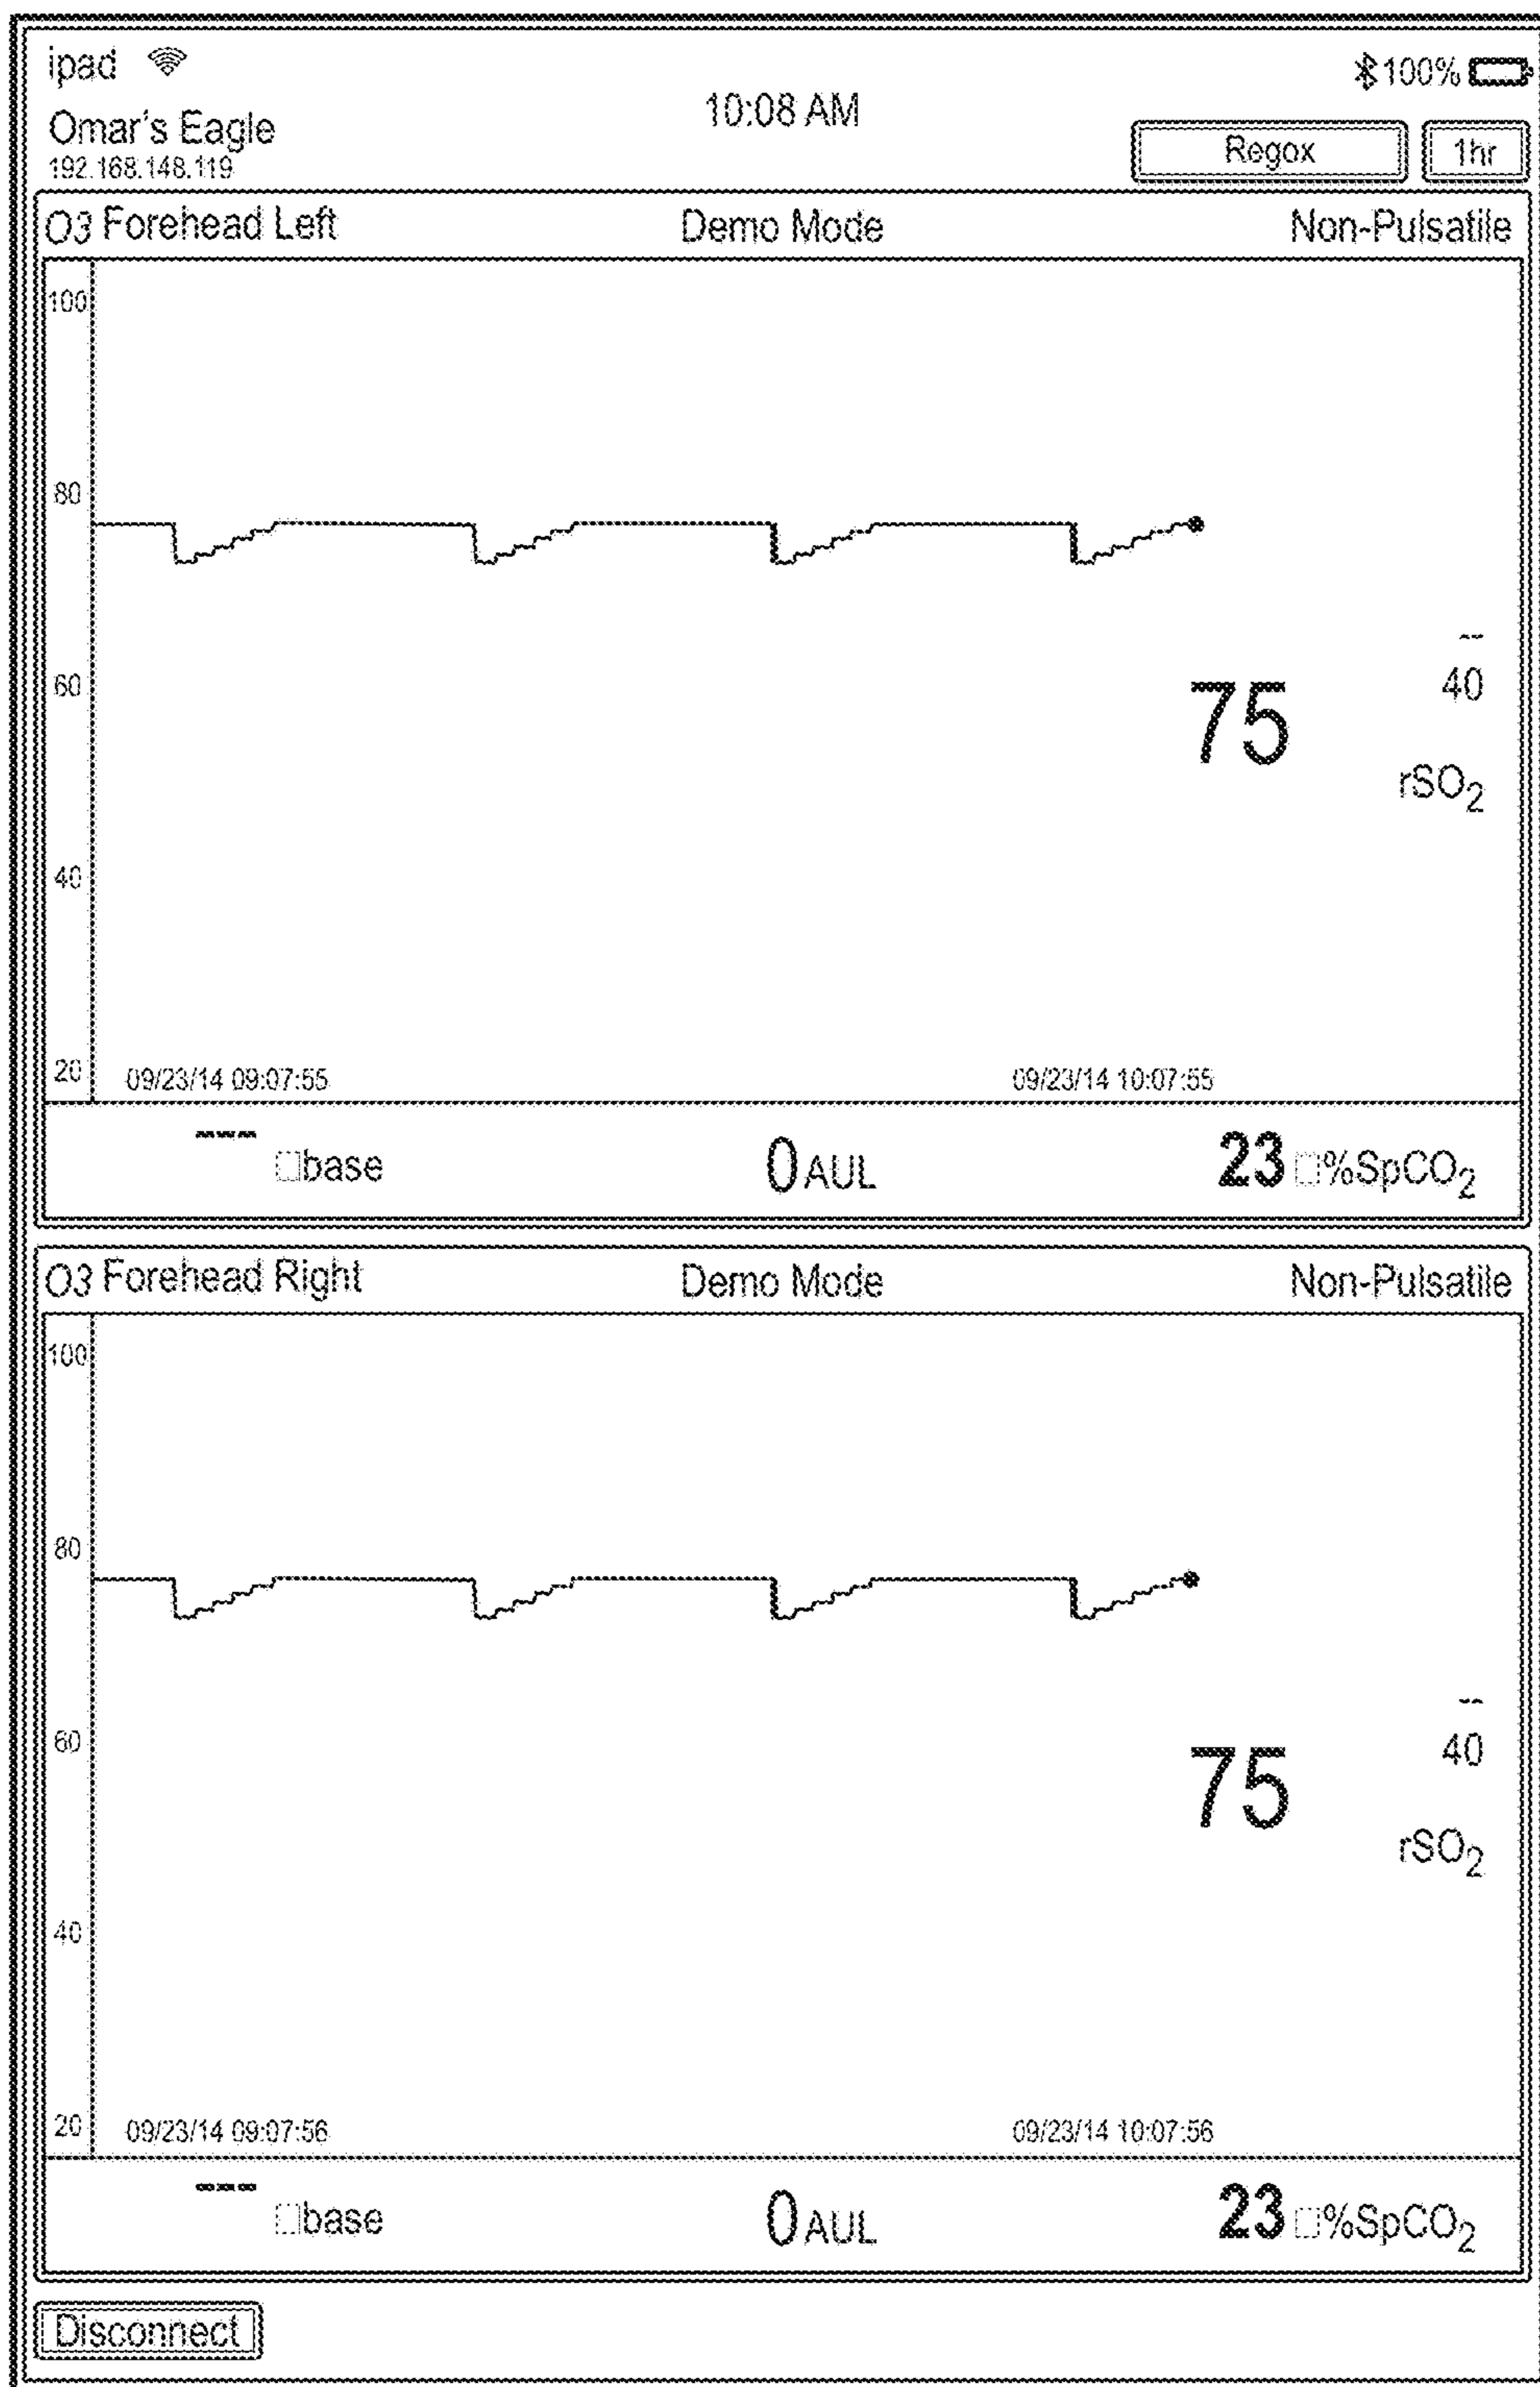 ipad
100%
Omar's Eagle
10:08 AM
192.168.148.119
Regox
1hr
O3 Forehead Left
Demo Mode
Non-Pulsatile
100
80
60
40
20
--
75
40
rSO2
09/23/14 09:07:55
09/23/14 10:07:55
---
□base
0 AUL
23 □%SpCO2
O3 Forehead Right
Demo Mode
Non-Pulsatile
100
80
60
40
20
--
75
40
rSO2
09/23/14 09:07:56
09/23/14 10:07:56
---
□base
0 AUL
23 □%SpCO2
Disconnect